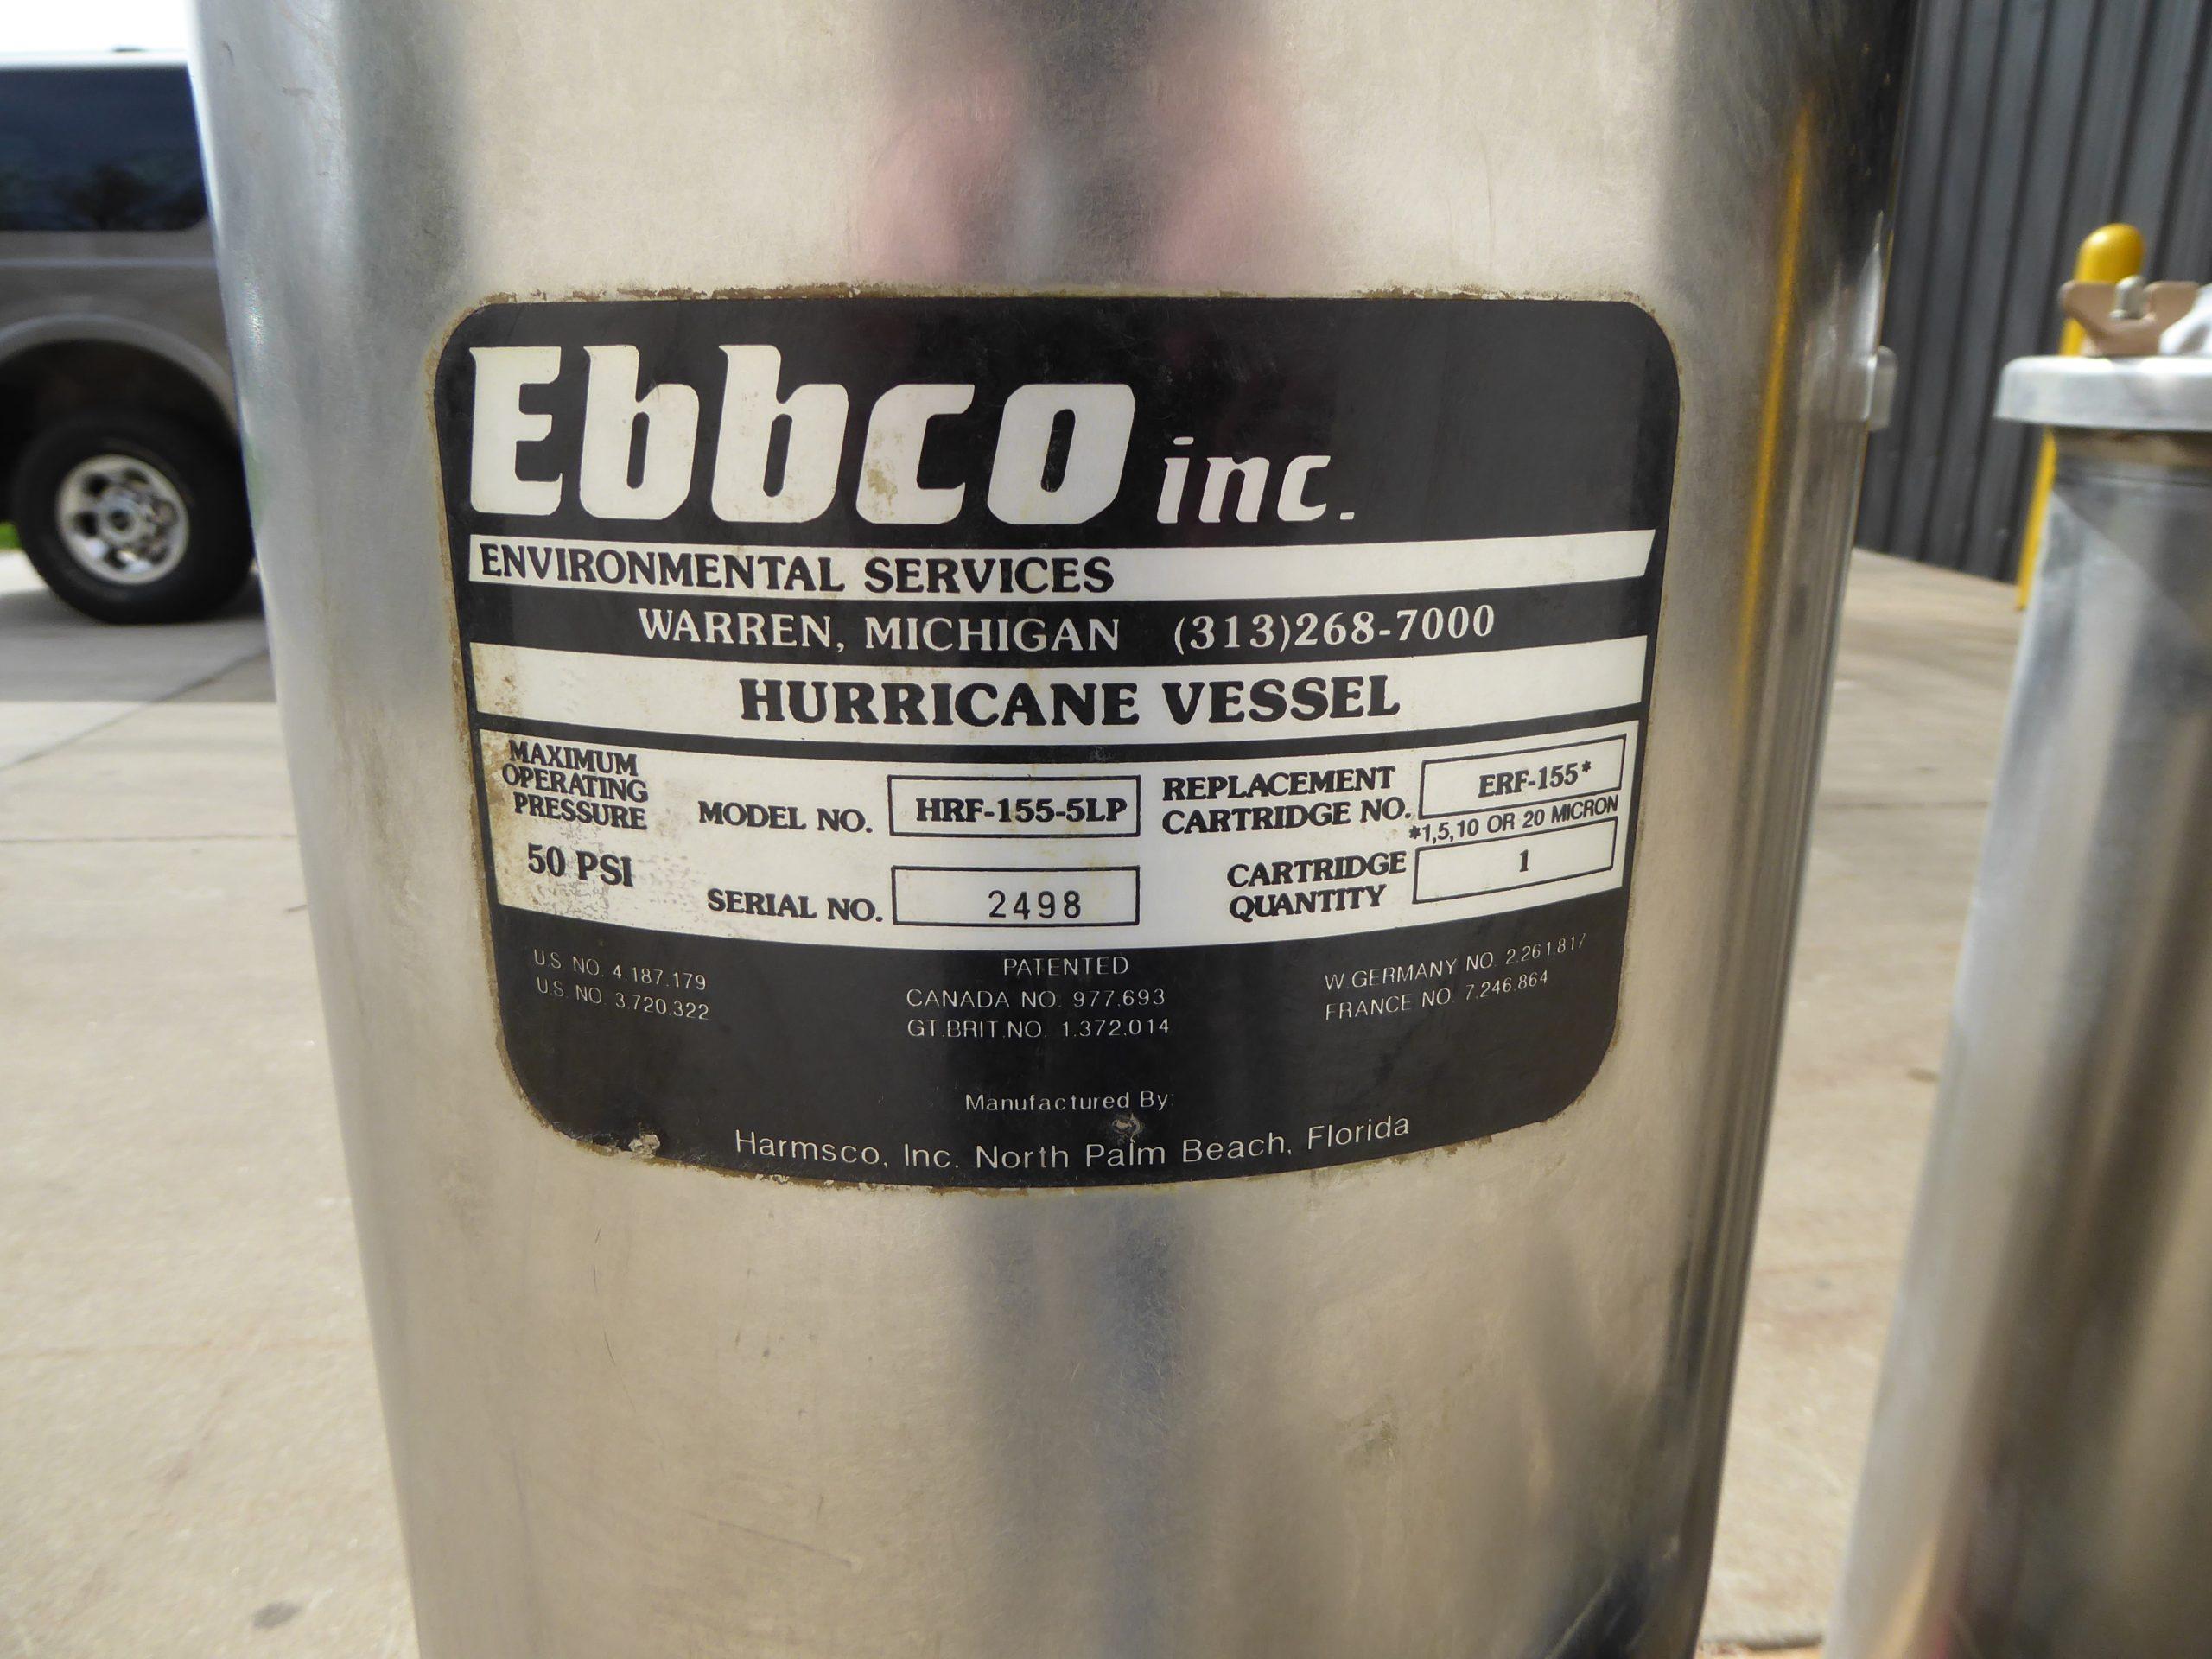 Ebbco inc.
ENVIRONMENTAL SERVICES
WARREN, MICHIGAN (313)268-7000
HURRICANE VESSEL
MAXIMUM
OPERATING
PRESSURE
50 PSI
MODEL NO. HRF-155-5LP
SERIAL NO. 2498
REPLACEMENT
CARTRIDGE NO. ERF-155*
*1,5,10 OR 20 MICRON
CARTRIDGE
QUANTITY 1
U.S. NO. 4.187.179
U.S. NO. 3.720.322
PATENTED
CANADA NO. 977.693
GT.BRIT.NO. 1.372.014
W.GERMANY NO. 2.261.817
FRANCE NO. 7.246.864
Manufactured By:
Harmsco, Inc. North Palm Beach, Florida